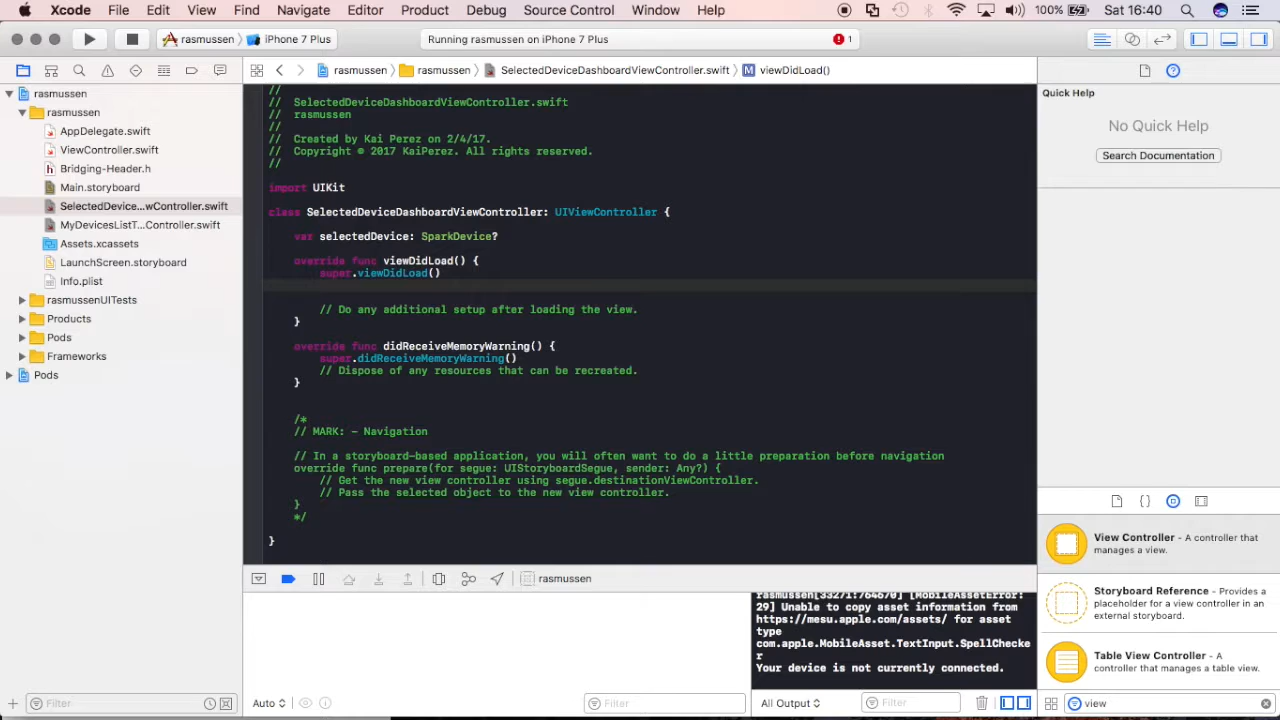 Xcode File Edit View Find Navigate Editor Product Debug Source Control Window Help 100% Sat 16:40
rasmussen iPhone 7 Plus Running rasmussen on iPhone 7 Plus 1
rasmussen rasmussen SelectedDeviceDashboardViewController.swift M viewDidLoad()
rasmussen
rasmussen
AppDelegate.swift
ViewController.swift
Bridging-Header.h
Main.storyboard
SelectedDevice...wController.swift
MyDevicesListT...Controller.swift
Assets.xcassets
LaunchScreen.storyboard
Info.plist
rasmussenUITests
Products
Pods
Frameworks
Pods
Filter
//
// SelectedDeviceDashboardViewController.swift
// rasmussen
//
// Created by Kai Perez on 2/4/17.
// Copyright © 2017 KaiPerez. All rights reserved.
//
import UIKit
class SelectedDeviceDashboardViewController: UIViewController {
var selectedDevice: SparkDevice?
override func viewDidLoad() {
super.viewDidLoad()
// Do any additional setup after loading the view.
}
override func didReceiveMemoryWarning() {
super.didReceiveMemoryWarning()
// Dispose of any resources that can be recreated.
}
/*
// MARK: - Navigation
// In a storyboard-based application, you will often want to do a little preparation before navigation
override func prepare(for segue: UIStoryboardSegue, sender: Any?) {
// Get the new view controller using segue.destinationViewController.
// Pass the selected object to the new view controller.
}
*/
}
rasmussen
rasmussen[33271:764670] [MobileAssetError:
29] Unable to copy asset information from
https://mesu.apple.com/assets/ for asset
type
com.apple.MobileAsset.TextInput.SpellChecke
r
Your device is not currently connected.
Auto Filter All Output Filter
Quick Help
No Quick Help
Search Documentation
{ }
View Controller - A controller that
manages a view.
Storyboard Reference - Provides a
placeholder for a view controller in an
external storyboard.
Table View Controller - A
controller that manages a table view.
view